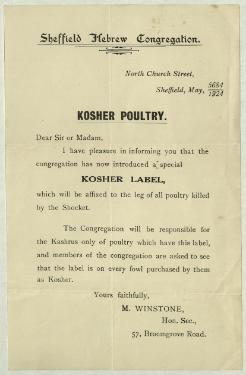 Sheffield Hebrew Congregation.
North Church Street,
Sheffield, May, 5684
1924
KOSHER POULTRY.
Dear Sir or Madam,
I have pleasure in informing you that the
congregation has now introduced a special
KOSHER LABEL,
which will be affixed to the leg of all poultry killed
by the Shochet.
The Congregation will be responsible for
the Kashrus only of poultry which have this label,
and members of the congregation are asked to see
that the label is on every fowl purchased by them
as Kosher.
Yours faithfully,
M. WINSTONE,
Hon. Sec.,
57, Broomgrove Road.